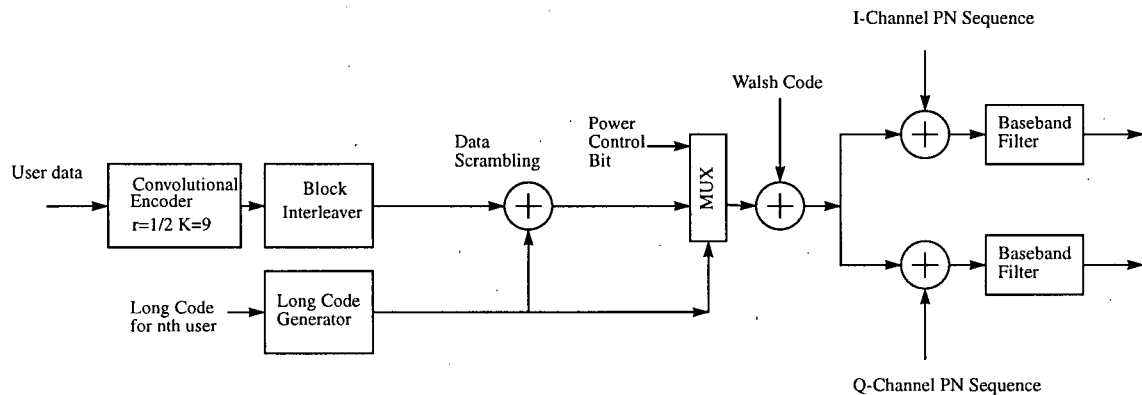 I-Channel PN Sequence
Walsh Code
Baseband
Filter
Power
Control
Bit
Data
Scrambling
MUX
User data
Convolutional
Encoder
r=1/2 K=9
Block
Interleaver
Baseband
Filter
Long Code
for nth user
Long Code
Generator
Q-Channel PN Sequence